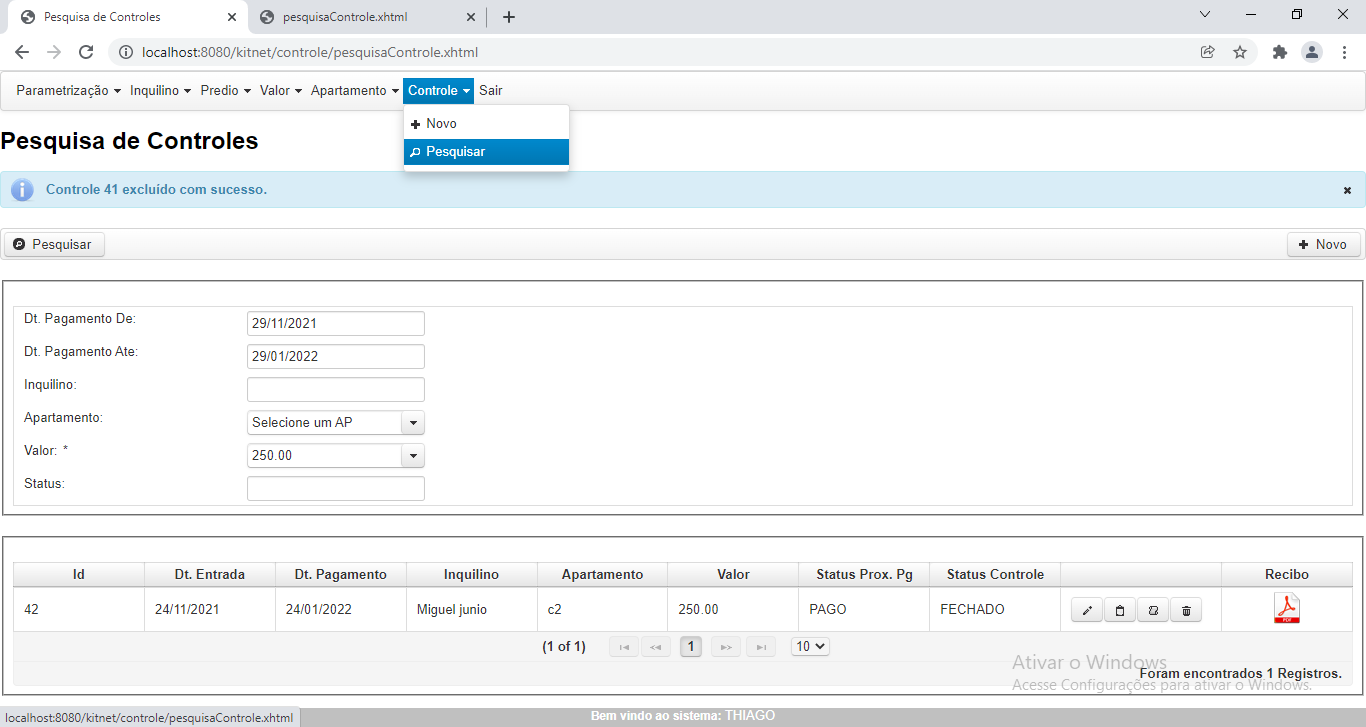 Pesquisa de Controles
pesquisaControle.xhtml
localhost:8080/kitnet/controle/pesquisaControle.xhtml
Parametrização Inquilino Predio Valor Apartamento Controle Sair
Novo
Pesquisar
Pesquisa de Controles
Controle 41 excluído com sucesso.
Pesquisar
Novo
Dt. Pagamento De: 29/11/2021
Dt. Pagamento Ate: 29/01/2022
Inquilino:
Apartamento: Selecione um AP
Valor: * 250.00
Status:
Id Dt. Entrada Dt. Pagamento Inquilino Apartamento Valor Status Prox. Pg Status Controle Recibo
42 24/11/2021 24/01/2022 Miguel junio c2 250.00 PAGO FECHADO PDF
(1 of 1) 1 10
Ativar o Windows
Foram encontrados 1 Registros.
Acesse Configurações para ativar o Windows.
localhost:8080/kitnet/controle/pesquisaControle.xhtml
Bem vindo ao sistema: THIAGO